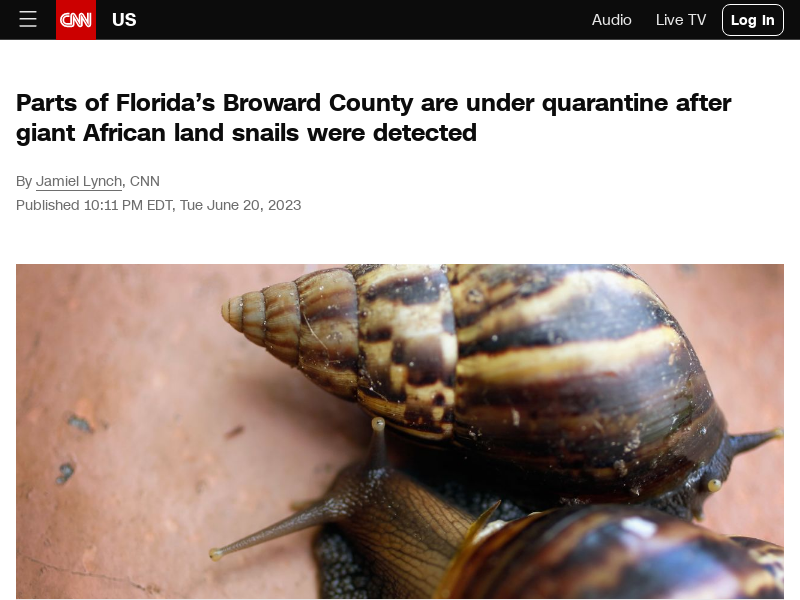 CNN US Audio Live TV Log In
Parts of Florida’s Broward County are under quarantine after
giant African land snails were detected
By Jamiel Lynch, CNN
Published 10:11 PM EDT, Tue June 20, 2023